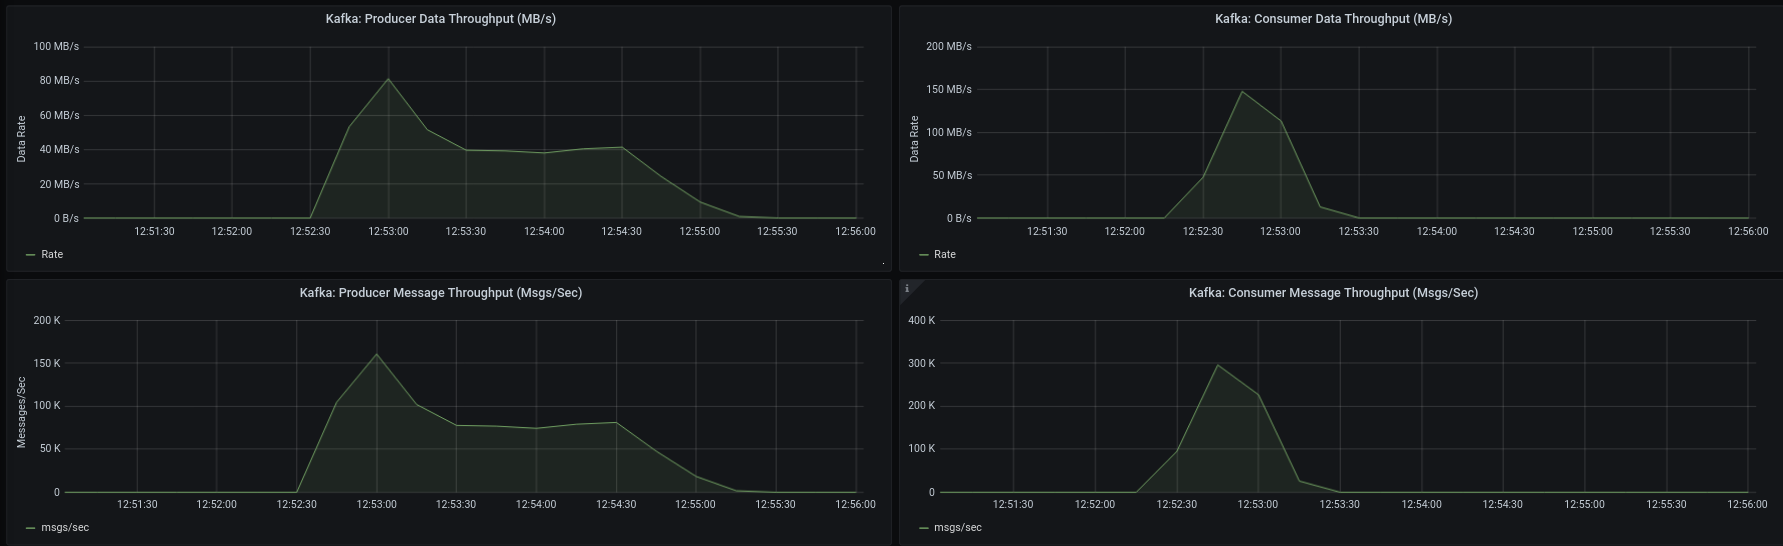 Kafka: Producer Data Throughput (MB/s)
100 MB/s
80 MB/s
60 MB/s
40 MB/s
20 MB/s
0 B/s
Data Rate
12:51:30 12:52:00 12:52:30 12:53:00 12:53:30 12:54:00 12:54:30 12:55:00 12:55:30 12:56:00
Rate
Kafka: Consumer Data Throughput (MB/s)
200 MB/s
150 MB/s
100 MB/s
50 MB/s
0 B/s
Data Rate
12:51:30 12:52:00 12:52:30 12:53:00 12:53:30 12:54:00 12:54:30 12:55:00 12:55:30 12:56:00
Rate
Kafka: Producer Message Throughput (Msgs/Sec)
200 K
150 K
100 K
50 K
0
Messages/Sec
12:51:30 12:52:00 12:52:30 12:53:00 12:53:30 12:54:00 12:54:30 12:55:00 12:55:30 12:56:00
msgs/sec
i
Kafka: Consumer Message Throughput (Msgs/Sec)
400 K
300 K
200 K
100 K
0
12:51:30 12:52:00 12:52:30 12:53:00 12:53:30 12:54:00 12:54:30 12:55:00 12:55:30 12:56:00
msgs/sec